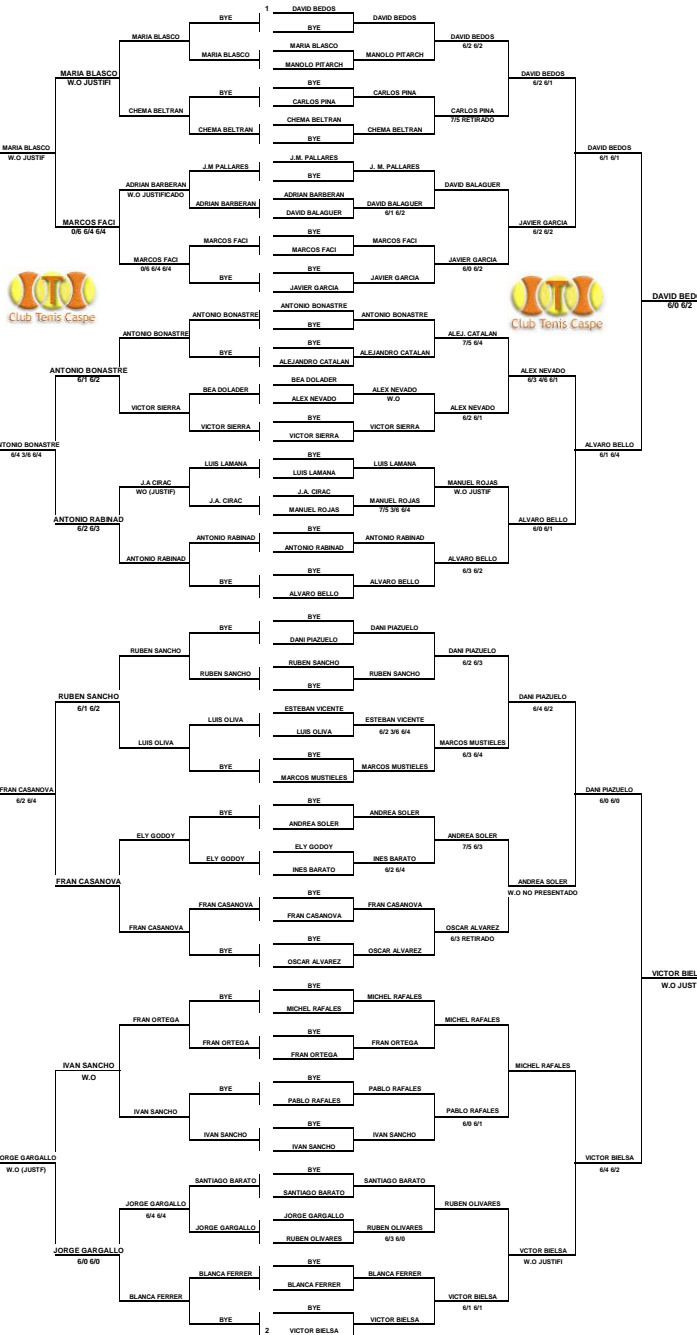 MARIA BLASCO
W.O JUSTIF
NTONIO BONASTRE
6/4 3/6 6/4
FRAN CASANOVA
6/2 6/4
ORGE GARGALLO
W.O (JUSTF)
MARIA BLASCO
W.O JUSTIFI
MARCOS FACI
0/6 6/4 6/4
Club Tenis Caspe
ANTONIO BONASTRE
6/1 6/2
ANTONIO RABINAD
6/2 6/3
RUBEN SANCHO
6/1 6/2
FRAN CASANOVA
IVAN SANCHO
W.O
JORGE GARGALLO
6/0 6/0
MARIA BLASCO
CHEMA BELTRAN
ADRIAN BARBERAN
W.O JUSTIFICADO
MARCOS FACI
0/6 6/4 6/4
ANTONIO BONASTRE
VICTOR SIERRA
J.A CIRAC
WO (JUSTIF)
ANTONIO RABINAD
RUBEN SANCHO
LUIS OLIVA
ELY GODOY
FRAN CASANOVA
FRAN ORTEGA
IVAN SANCHO
JORGE GARGALLO
6/4 6/4
BLANCA FERRER
BYE
MARIA BLASCO
BYE
CHEMA BELTRAN
J.M PALLARES
ADRIAN BARBERAN
MARCOS FACI
BYE
ANTONIO BONASTRE
BYE
BEA DOLADER
VICTOR SIERRA
LUIS LAMANA
J.A. CIRAC
ANTONIO RABINAD
BYE
BYE
RUBEN SANCHO
LUIS OLIVA
BYE
BYE
ELY GODOY
FRAN CASANOVA
BYE
BYE
FRAN ORTEGA
BYE
IVAN SANCHO
SANTIAGO BARATO
JORGE GARGALLO
BLANCA FERRER
BYE
1 DAVID BEDOS
BYE
MARIA BLASCO
MANOLO PITARCH
BYE
CARLOS PINA
CHEMA BELTRAN
BYE
J.M. PALLARES
BYE
ADRIAN BARBERAN
DAVID BALAGUER
BYE
MARCOS FACI
BYE
JAVIER GARCIA
ANTONIO BONASTRE
BYE
BYE
ALEJANDRO CATALAN
BEA DOLADER
ALEX NEVADO
BYE
VICTOR SIERRA
BYE
LUIS LAMANA
J.A. CIRAC
MANUEL ROJAS
BYE
ANTONIO RABINAD
BYE
ALVARO BELLO
BYE
DANI PIAZUELO
RUBEN SANCHO
BYE
ESTEBAN VICENTE
LUIS OLIVA
BYE
MARCOS MUSTIELES
BYE
ANDREA SOLER
ELY GODOY
INES BARATO
BYE
FRAN CASANOVA
BYE
OSCAR ALVAREZ
BYE
MICHEL RAFALES
BYE
FRAN ORTEGA
BYE
PABLO RAFALES
BYE
IVAN SANCHO
BYE
SANTIAGO BARATO
JORGE GARGALLO
RUBEN OLIVARES
BYE
BLANCA FERRER
BYE
2 VICTOR BIELSA
DAVID BEDOS
MANOLO PITARCH
CARLOS PINA
CHEMA BELTRAN
J. M. PALLARES
DAVID BALAGUER
6/1 6/2
MARCOS FACI
JAVIER GARCIA
ANTONIO BONASTRE
ALEJANDRO CATALAN
ALEX NEVADO
W.O
VICTOR SIERRA
LUIS LAMANA
MANUEL ROJAS
7/5 3/6 6/4
ANTONIO RABINAD
ALVARO BELLO
DANI PIAZUELO
RUBEN SANCHO
ESTEBAN VICENTE
6/2 3/6 6/4
MARCOS MUSTIELES
ANDREA SOLER
INES BARATO
6/2 6/4
FRAN CASANOVA
OSCAR ALVAREZ
MICHEL RAFALES
FRAN ORTEGA
PABLO RAFALES
IVAN SANCHO
SANTIAGO BARATO
RUBEN OLIVARES
6/3 6/0
BLANCA FERRER
VICTOR BIELSA
DAVID BEDOS
6/2 6/2
CARLOS PINA
7/5 RETIRADO
DAVID BALAGUER
JAVIER GARCIA
6/0 6/2
ALEJ. CATALAN
7/5 6/4
ALEX NEVADO
6/2 6/1
MANUEL ROJAS
W.O JUSTIF
ALVARO BELLO
6/3 6/2
DANI PIAZUELO
6/2 6/3
MARCOS MUSTIELES
6/3 6/4
ANDREA SOLER
7/5 6/3
OSCAR ALVAREZ
6/3 RETIRADO
MICHEL RAFALES
PABLO RAFALES
6/0 6/1
RUBEN OLIVARES
VICTOR BIELSA
6/1 6/1
DAVID BEDOS
6/2 6/1
JAVIER GARCIA
6/2 6/2
Club Tenis Caspe
ALEX NEVADO
6/3 4/6 6/1
ALVARO BELLO
6/0 6/1
DANI PIAZUELO
6/4 6/2
ANDREA SOLER
W.O NO PRESENTADO
MICHEL RAFALES
VCTOR BIELSA
W.O JUSTIFI
DAVID BEDOS
6/1 6/1
ALVARO BELLO
6/1 6/4
DANI PIAZUELO
6/0 6/0
VICTOR BIELSA
6/4 6/2
DAVID BEDO
6/0 6/2
VICTOR BIEL
W.O JUST